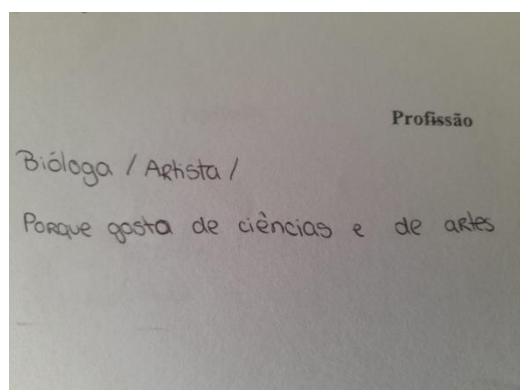 Profissão
Bióloga / Artista /
Porque gosta de ciências e de artes